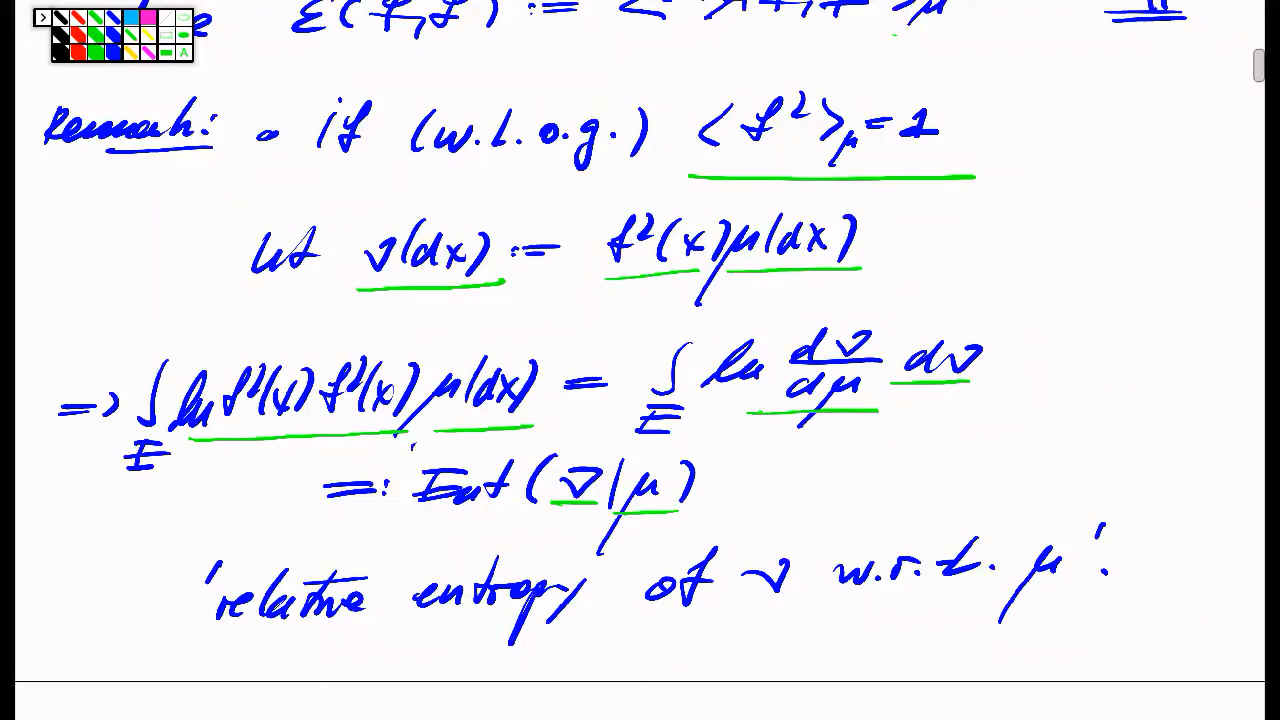 ℰ(f,f) :=
Remark: • if (w.l.o.g.) ⟨f²⟩_μ = 1
let ν(dx) := f²(x) μ(dx)
⇒ ∫_E ln f²(x) f²(x) μ(dx) = ∫_E ln dν/dμ dν
=: Ent(ν|μ)
'relative entropy of ν w.r.t. μ'.